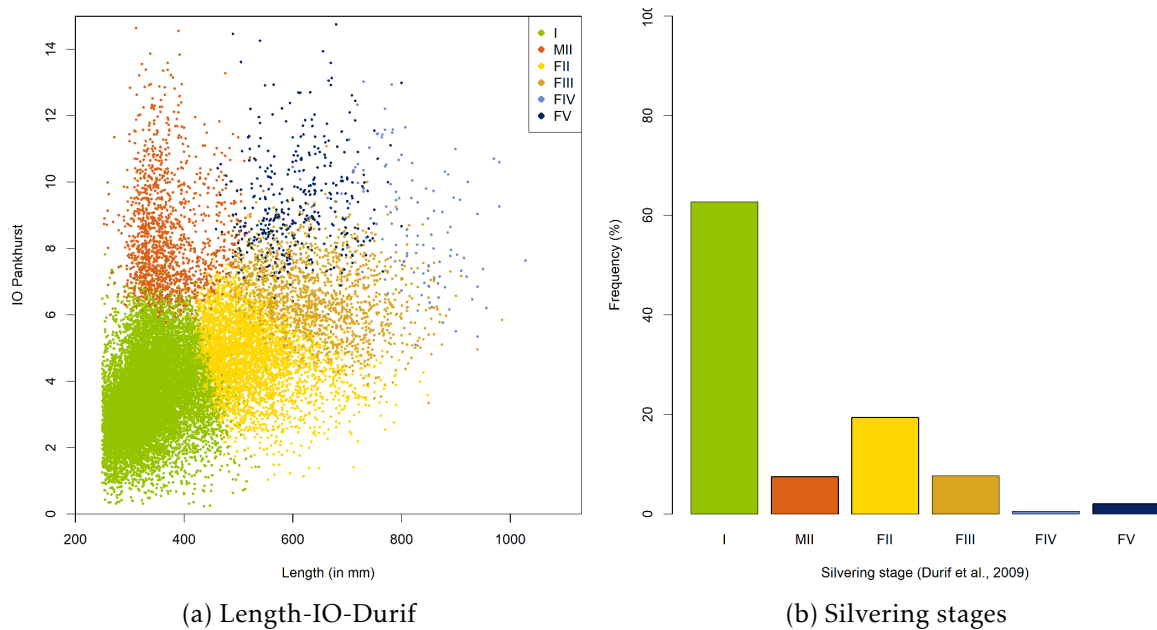 I
MII
FII
FIII
FIV
FV
14
12
10
8
6
4
2
0
IO Pankhurst
200 400 600 800 1000
Length (in mm)
(a) Length-IO-Durif
100
80
60
40
20
0
Frequency (%)
I MII FII FIII FIV FV
Silvering stage (Durif et al., 2009)
(b) Silvering stages